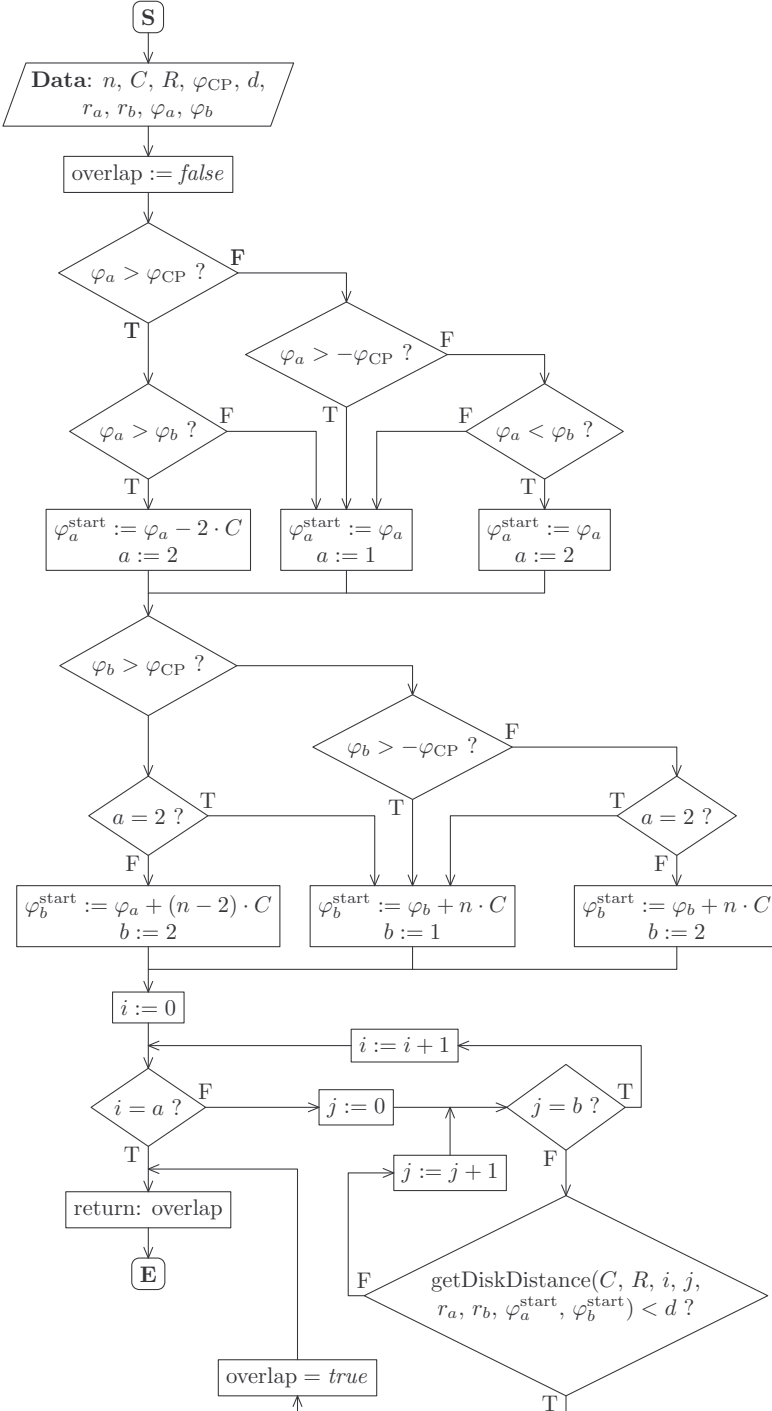 S
Data: n, C, R, φ_CP, d,
r_a, r_b, φ_a, φ_b
overlap := false
φ_a > φ_CP ?
F
T
φ_a > −φ_CP ?
F
T
φ_a > φ_b ?
F
T
φ_a < φ_b ?
F
T
φ_a^start := φ_a − 2 · C
a := 2
φ_a^start := φ_a
a := 1
φ_a^start := φ_a
a := 2
φ_b > φ_CP ?
φ_b > −φ_CP ?
F
T
a = 2 ?
T
F
a = 2 ?
T
F
φ_b^start := φ_a + (n − 2) · C
b := 2
φ_b^start := φ_b + n · C
b := 1
φ_b^start := φ_b + n · C
b := 2
i := 0
i := i + 1
i = a ?
F
T
j := 0
j = b ?
T
F
j := j + 1
return: overlap
E
getDiskDistance(C, R, i, j,
r_a, r_b, φ_a^start, φ_b^start) < d ?
F
T
overlap = true